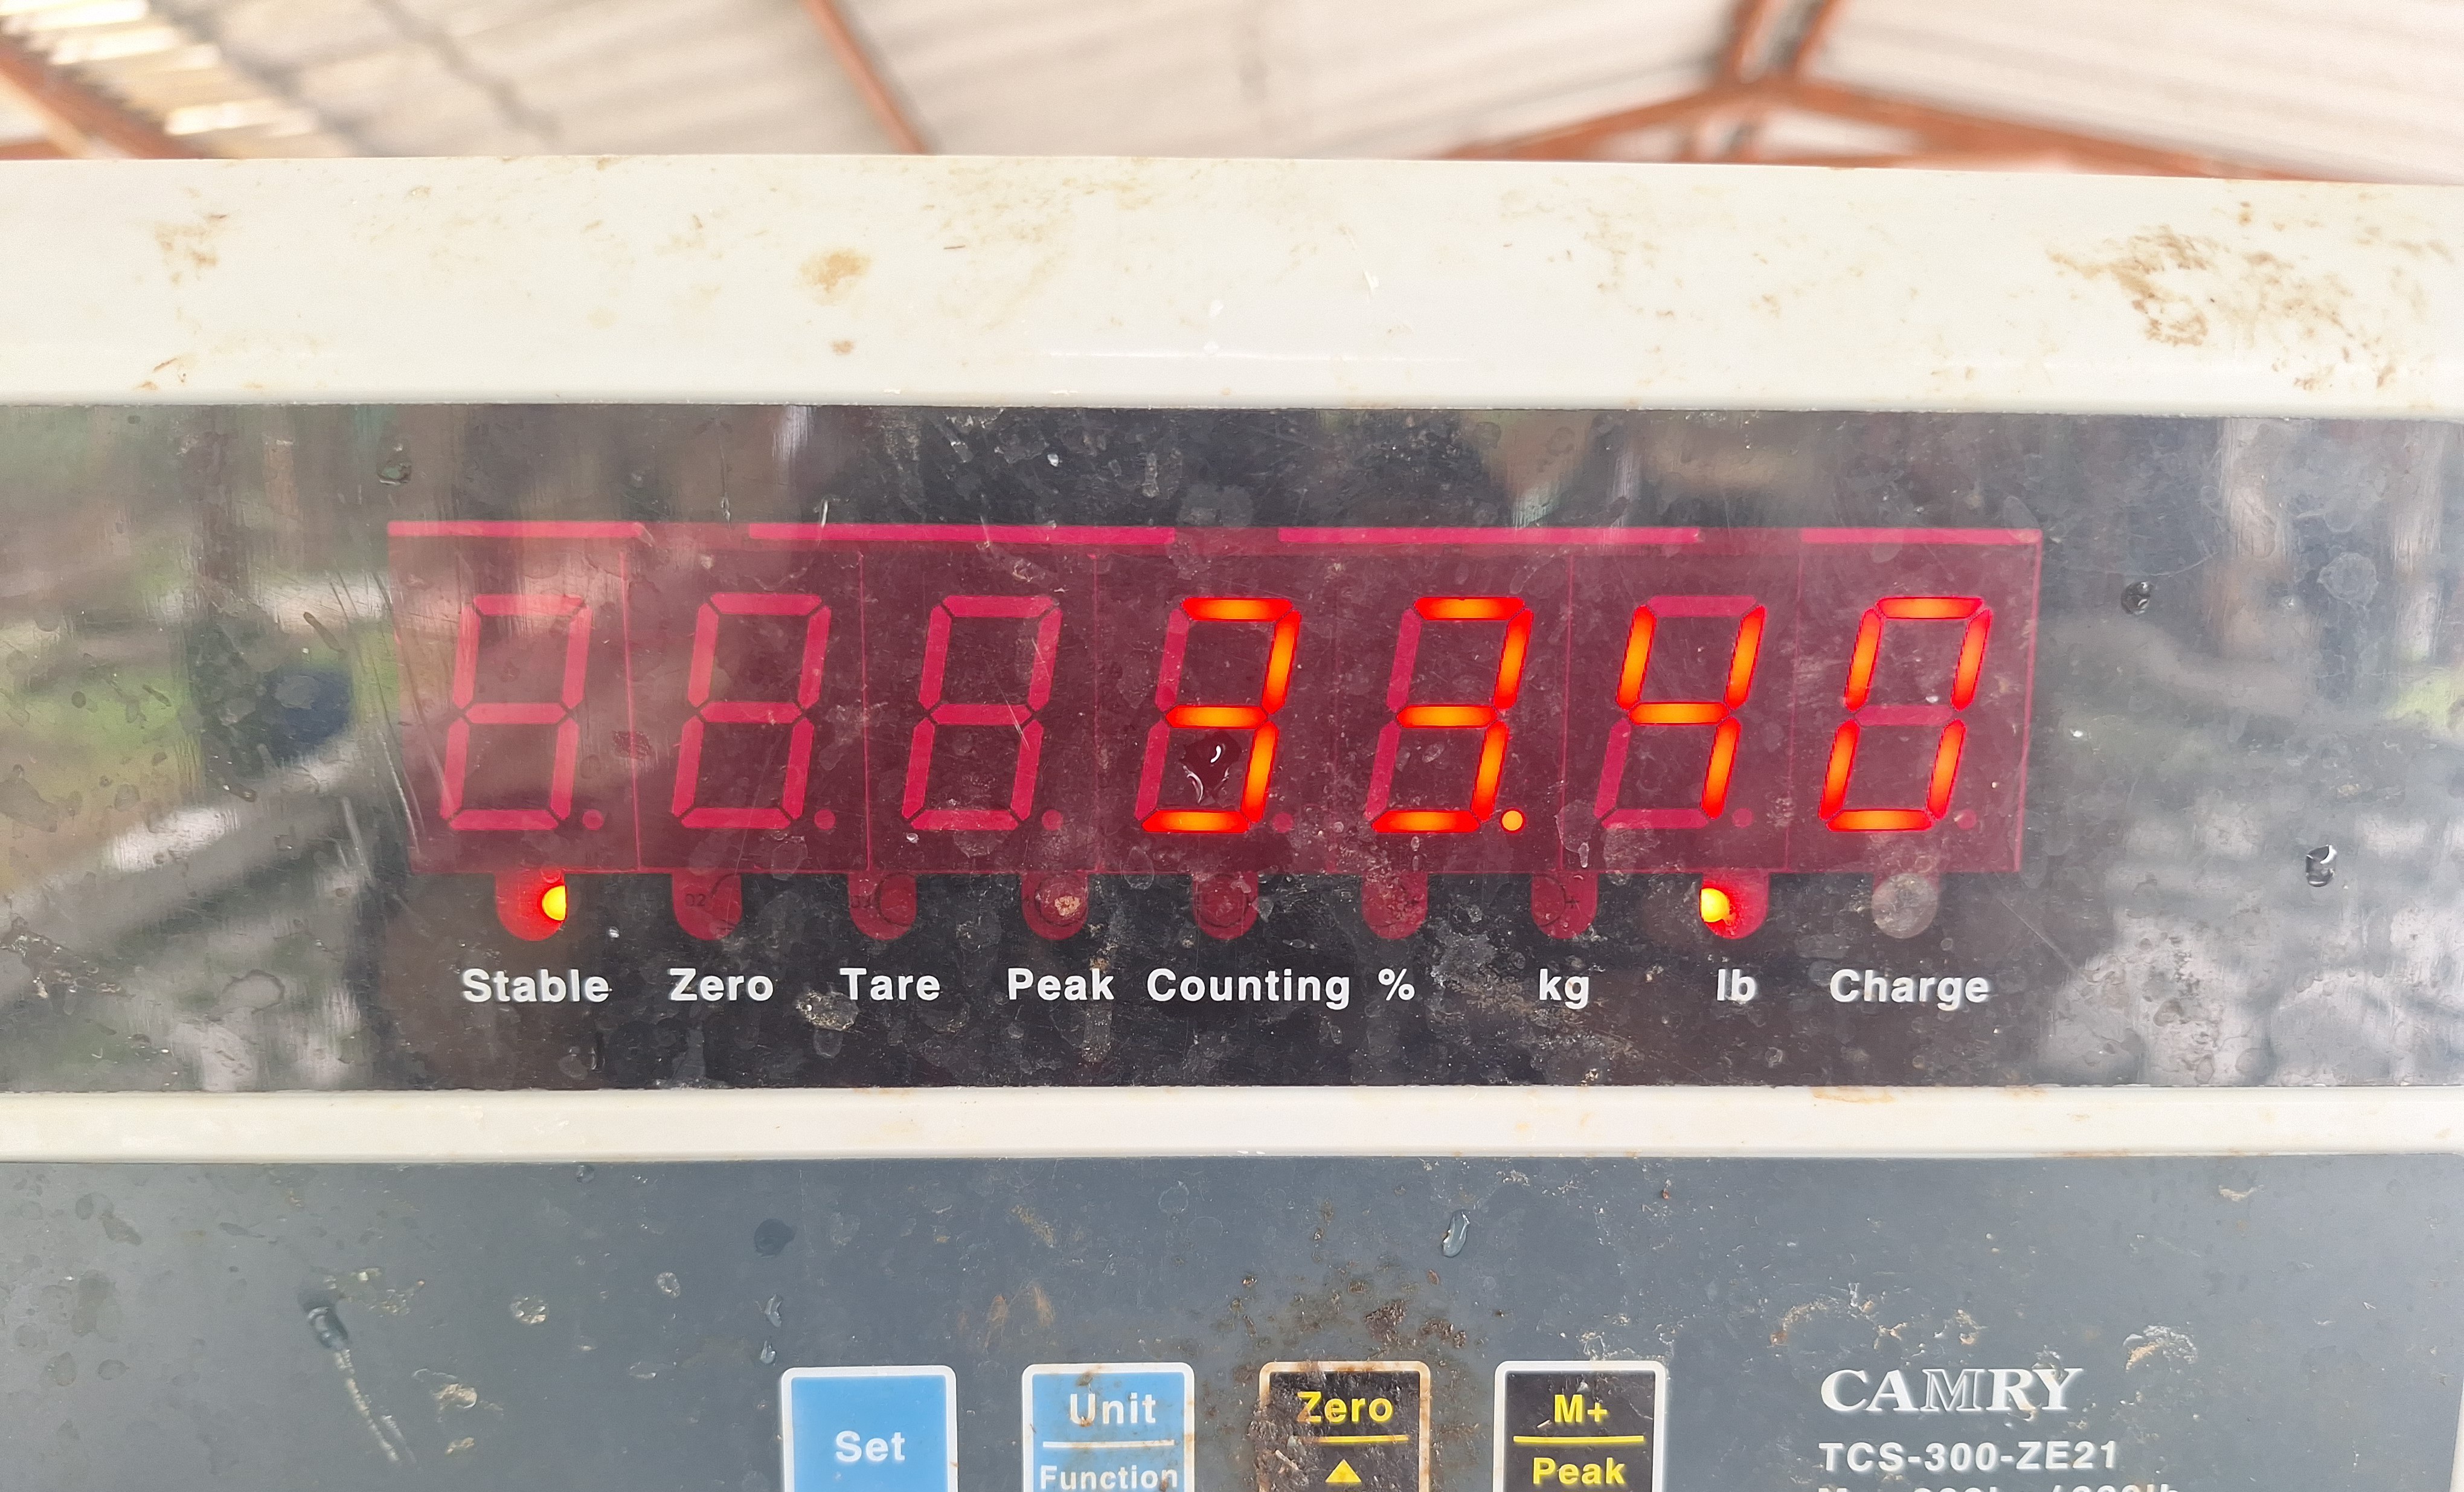 33.40
Stable Zero Tare Peak Counting % kg lb Charge
Set
Unit
Function
Zero
M+
Peak
CAMRY
TCS-300-ZE21